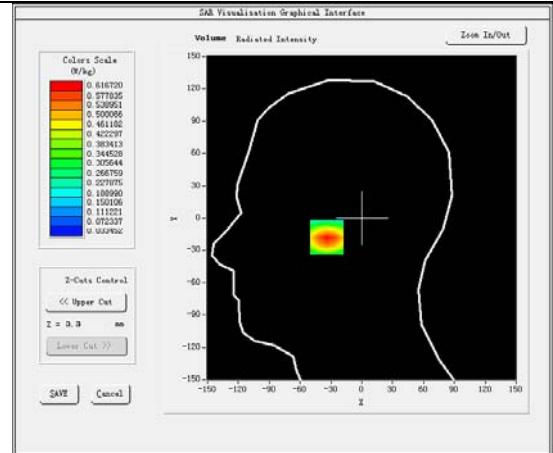 SAR Visualisation Graphical Interface
Volume Radiated Intensity
Zoom In/Out
Colors Scale
(W/kg)
0.616720
0.577835
0.538951
0.500066
0.461182
0.422297
0.383413
0.344528
0.305644
0.266759
0.227875
0.188990
0.150106
0.111221
0.072337
0.033452
150
120
90
60
30
0
-30
-60
-90
-120
-150
Y
-150 -120 -90 -60 -30 0 30 60 90 120 150
X
Z-Cuts Control
<< Upper Cut
Z = 3.0 mm
Lower Cut >>
SAVE
Cancel